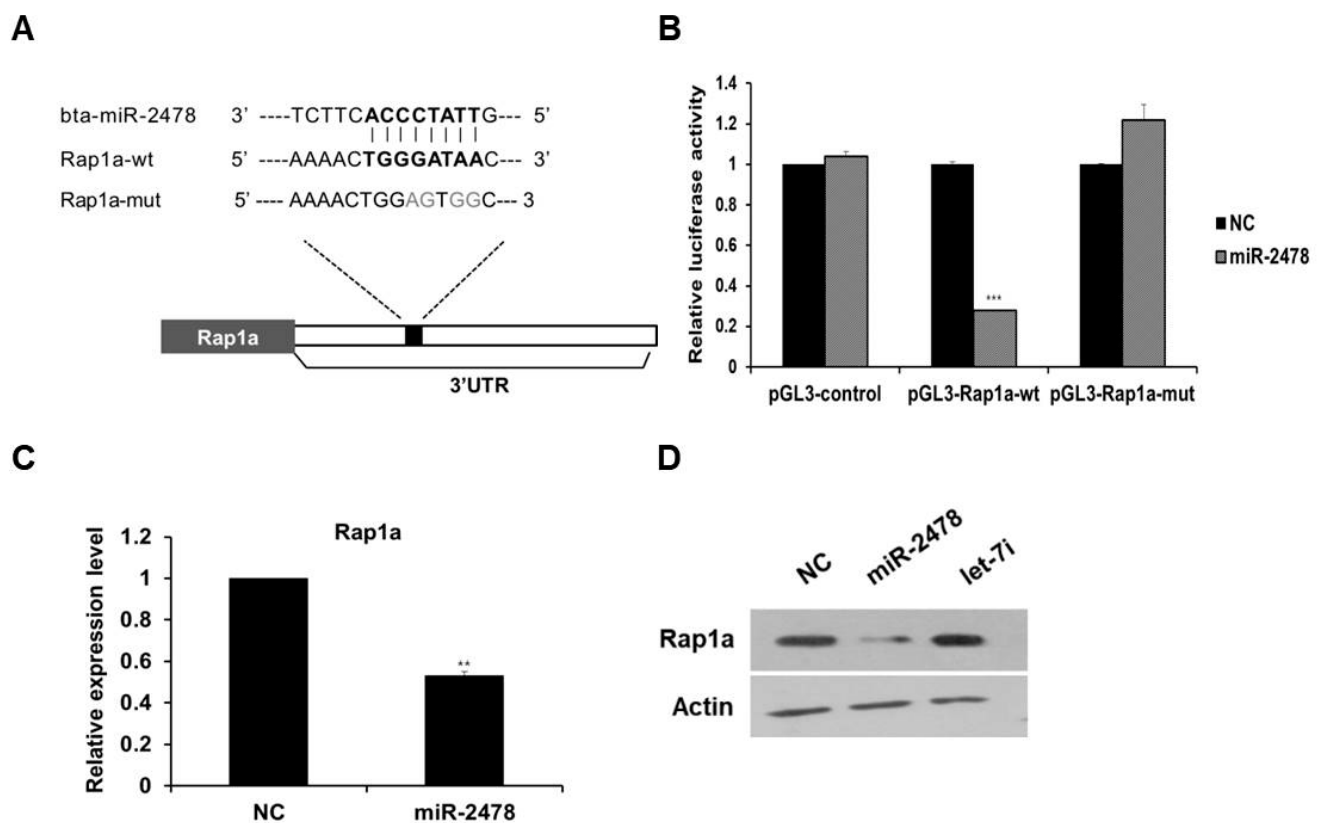 A
bta-miR-2478 3’ ----TCTTCACCCTATTG--- 5’
Rap1a-wt 5’ ----AAAACTGGGATAAC--- 3’
Rap1a-mut 5’ ---- AAAACTGGAGTGGC--- 3
Rap1a
3’UTR
B
Relative luciferase activity
1.4
1.2
1
0.8
0.6
0.4
0.2
0
***
pGL3-control pGL3-Rap1a-wt pGL3-Rap1a-mut
NC
miR-2478
C
Rap1a
Relative expression level
1.2
1
0.8
0.6
0.4
0.2
0
**
NC miR-2478
D
NC miR-2478 let-7i
Rap1a
Actin